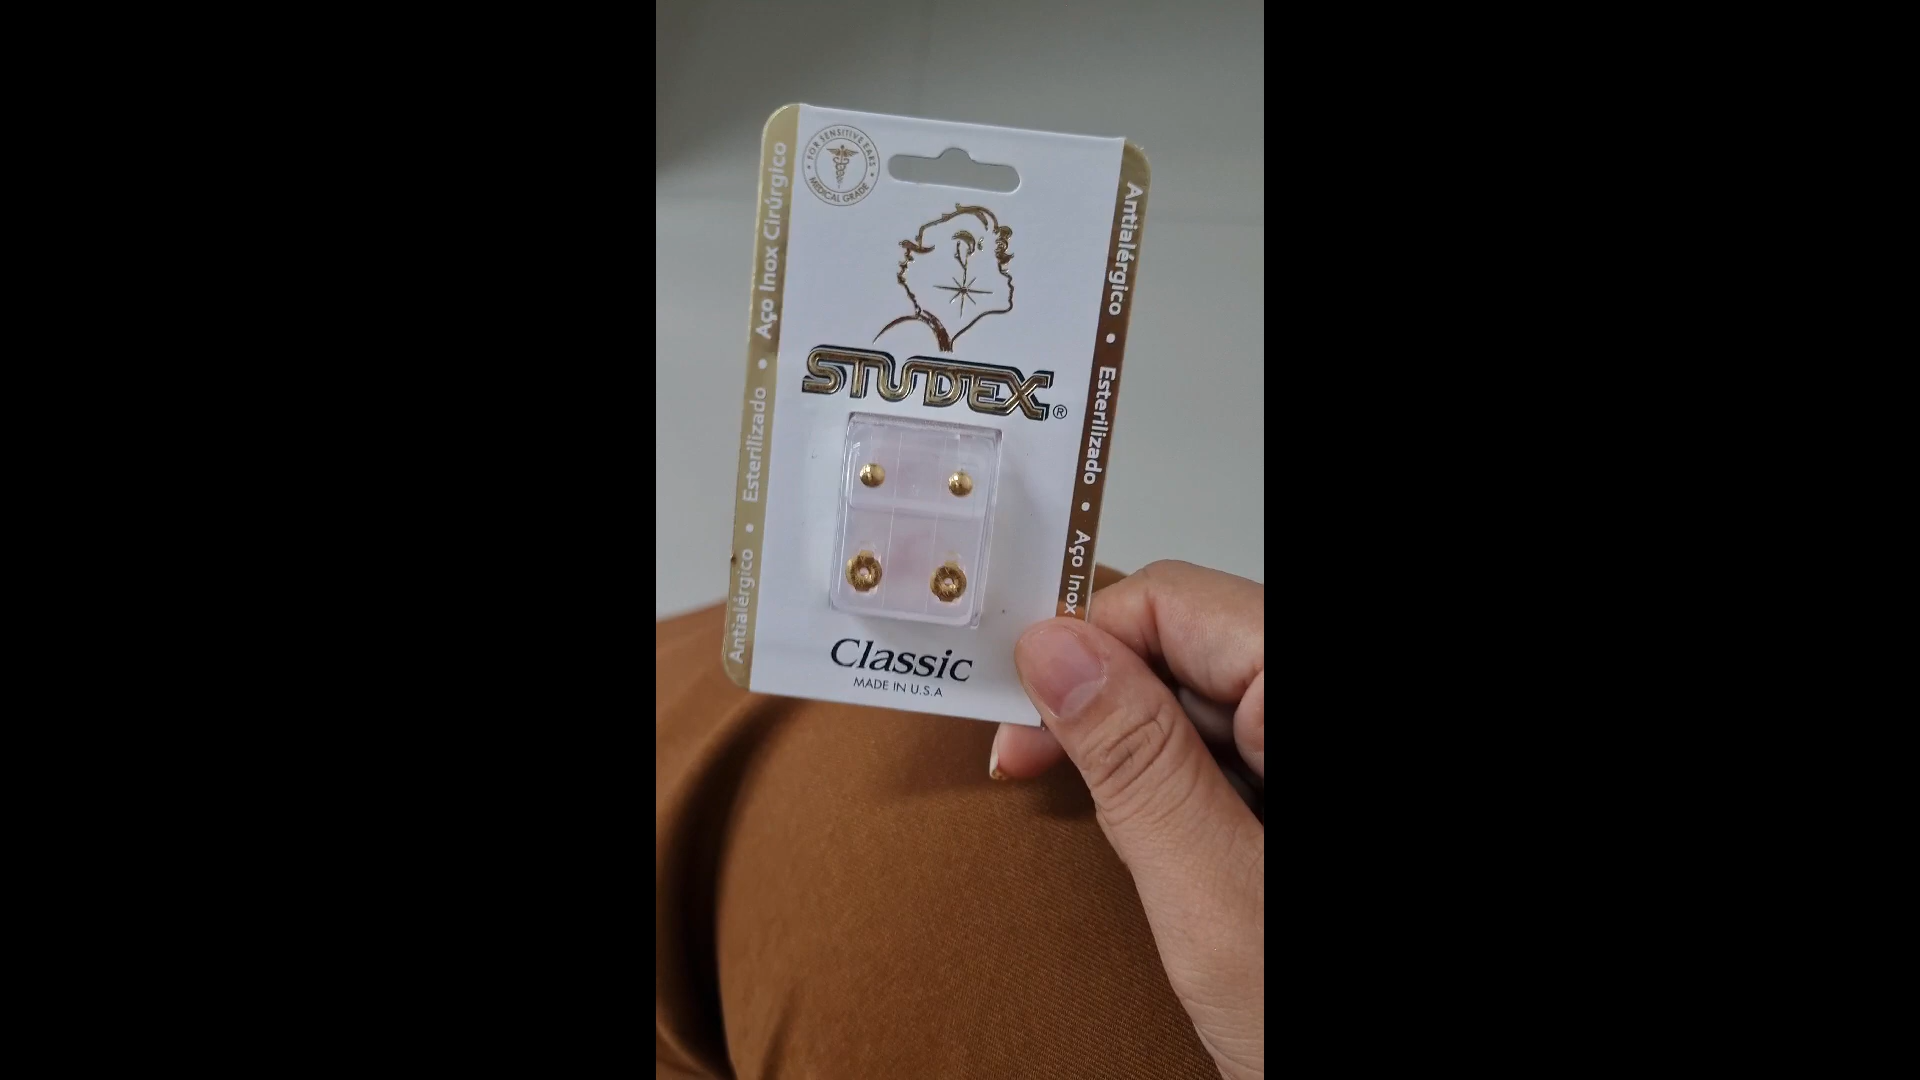 FOR SENSITIVE EARS
MEDICAL GRADE
STUDEX®
Classic
MADE IN U.S.A
Antialérgico • Esterilizado • Aço Inox Cirúrgico
Antialérgico • Esterilizado • Aço Inox